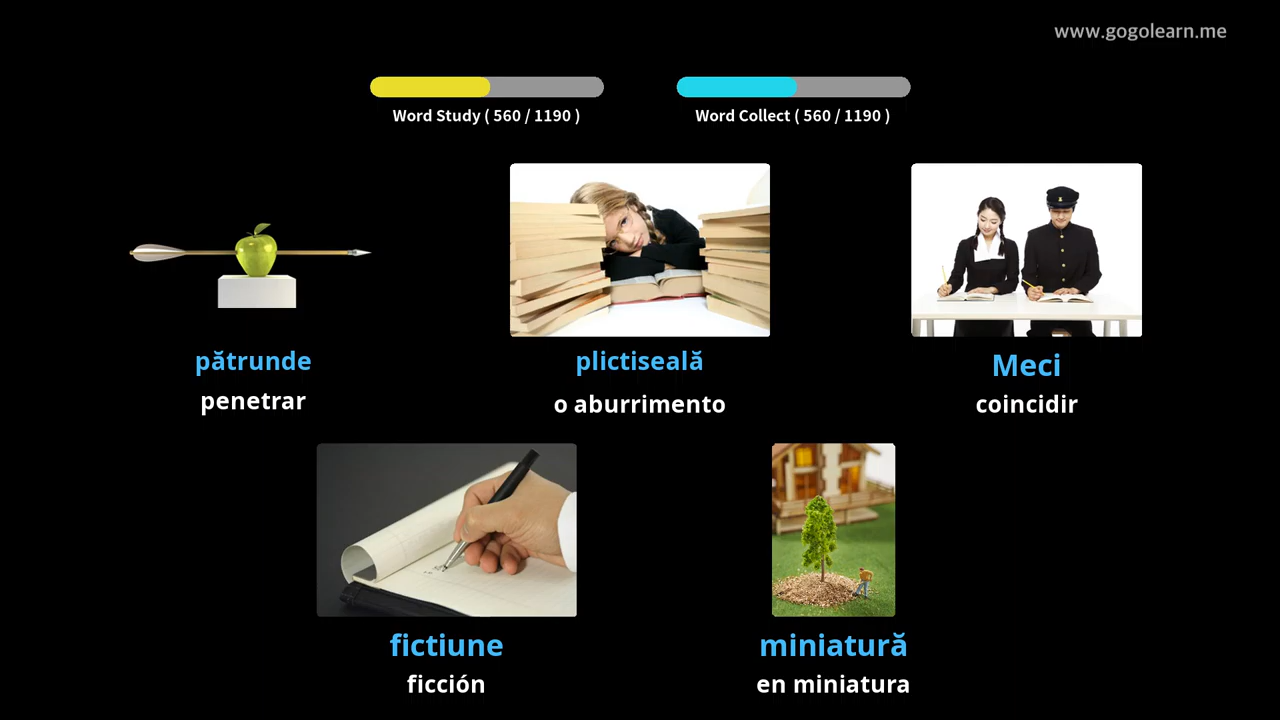 www.gogolearn.me
Word Study ( 560 / 1190 )
Word Collect ( 560 / 1190 )
pătrunde
penetrar
plictiseală
o aburrimento
Meci
coincidir
fictiune
ficción
miniatură
en miniatura